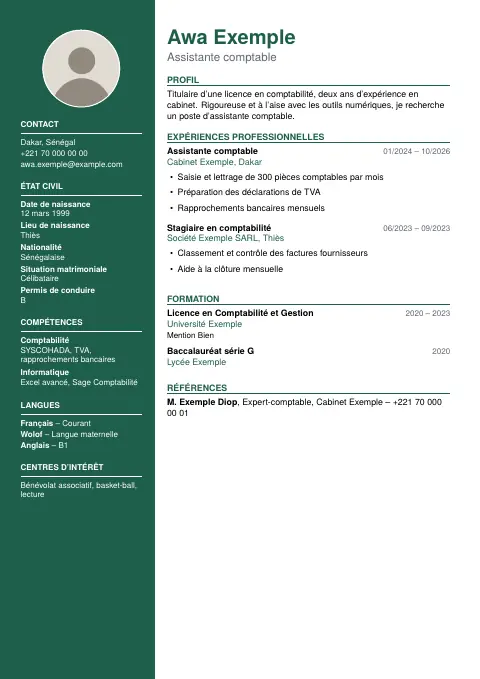 CONTACT
Dakar, Sénégal
+221 70 000 00 00
awa.exemple@example.com
ÉTAT CIVIL
Date de naissance
12 mars 1999
Lieu de naissance
Thiès
Nationalité
Sénégalaise
Situation matrimoniale
Célibataire
Permis de conduire
B
COMPÉTENCES
Comptabilité
SYSCOHADA, TVA,
rapprochements bancaires
Informatique
Excel avancé, Sage Comptabilité
LANGUES
Français – Courant
Wolof – Langue maternelle
Anglais – B1
CENTRES D'INTÉRÊT
Bénévolat associatif, basket-ball,
lecture
Awa Exemple
Assistante comptable
PROFIL
Titulaire d'une licence en comptabilité, deux ans d'expérience en
cabinet. Rigoureuse et à l'aise avec les outils numériques, je recherche
un poste d'assistante comptable.
EXPÉRIENCES PROFESSIONNELLES
Assistante comptable 01/2024 – 10/2026
Cabinet Exemple, Dakar
• Saisie et lettrage de 300 pièces comptables par mois
• Préparation des déclarations de TVA
• Rapprochements bancaires mensuels
Stagiaire en comptabilité 06/2023 – 09/2023
Société Exemple SARL, Thiès
• Classement et contrôle des factures fournisseurs
• Aide à la clôture mensuelle
FORMATION
Licence en Comptabilité et Gestion 2020 – 2023
Université Exemple
Mention Bien
Baccalauréat série G 2020
Lycée Exemple
RÉFÉRENCES
M. Exemple Diop, Expert-comptable, Cabinet Exemple – +221 70 000
00 01